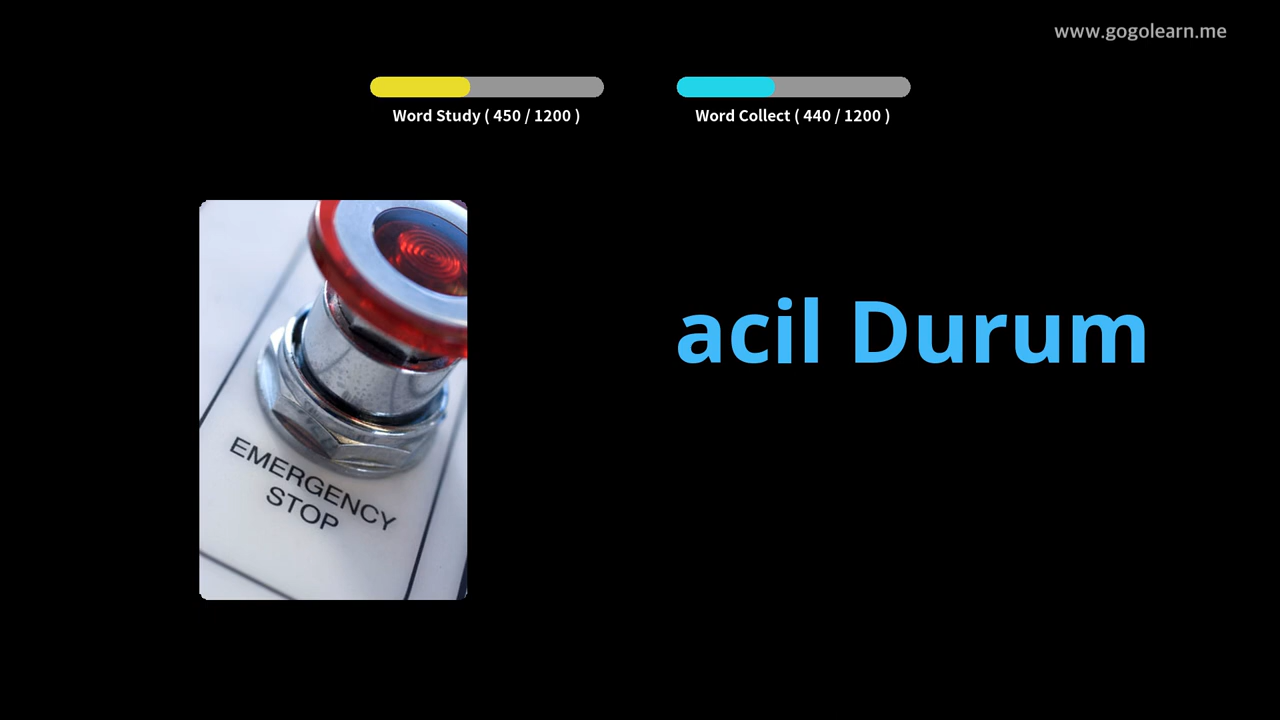 www.gogolearn.me
Word Study ( 450 / 1200 )
Word Collect ( 440 / 1200 )
acil Durum
EMERGENCY
STOP